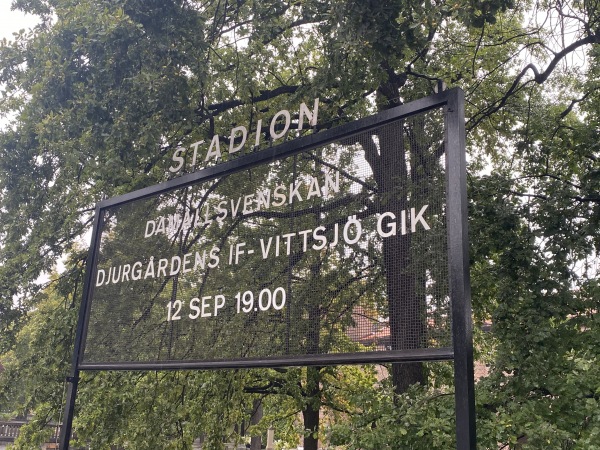 STADION
DAMALLSVENSKAN
DJURGÅRDENS IF-VITTSJÖ GIK
12 SEP 19.00